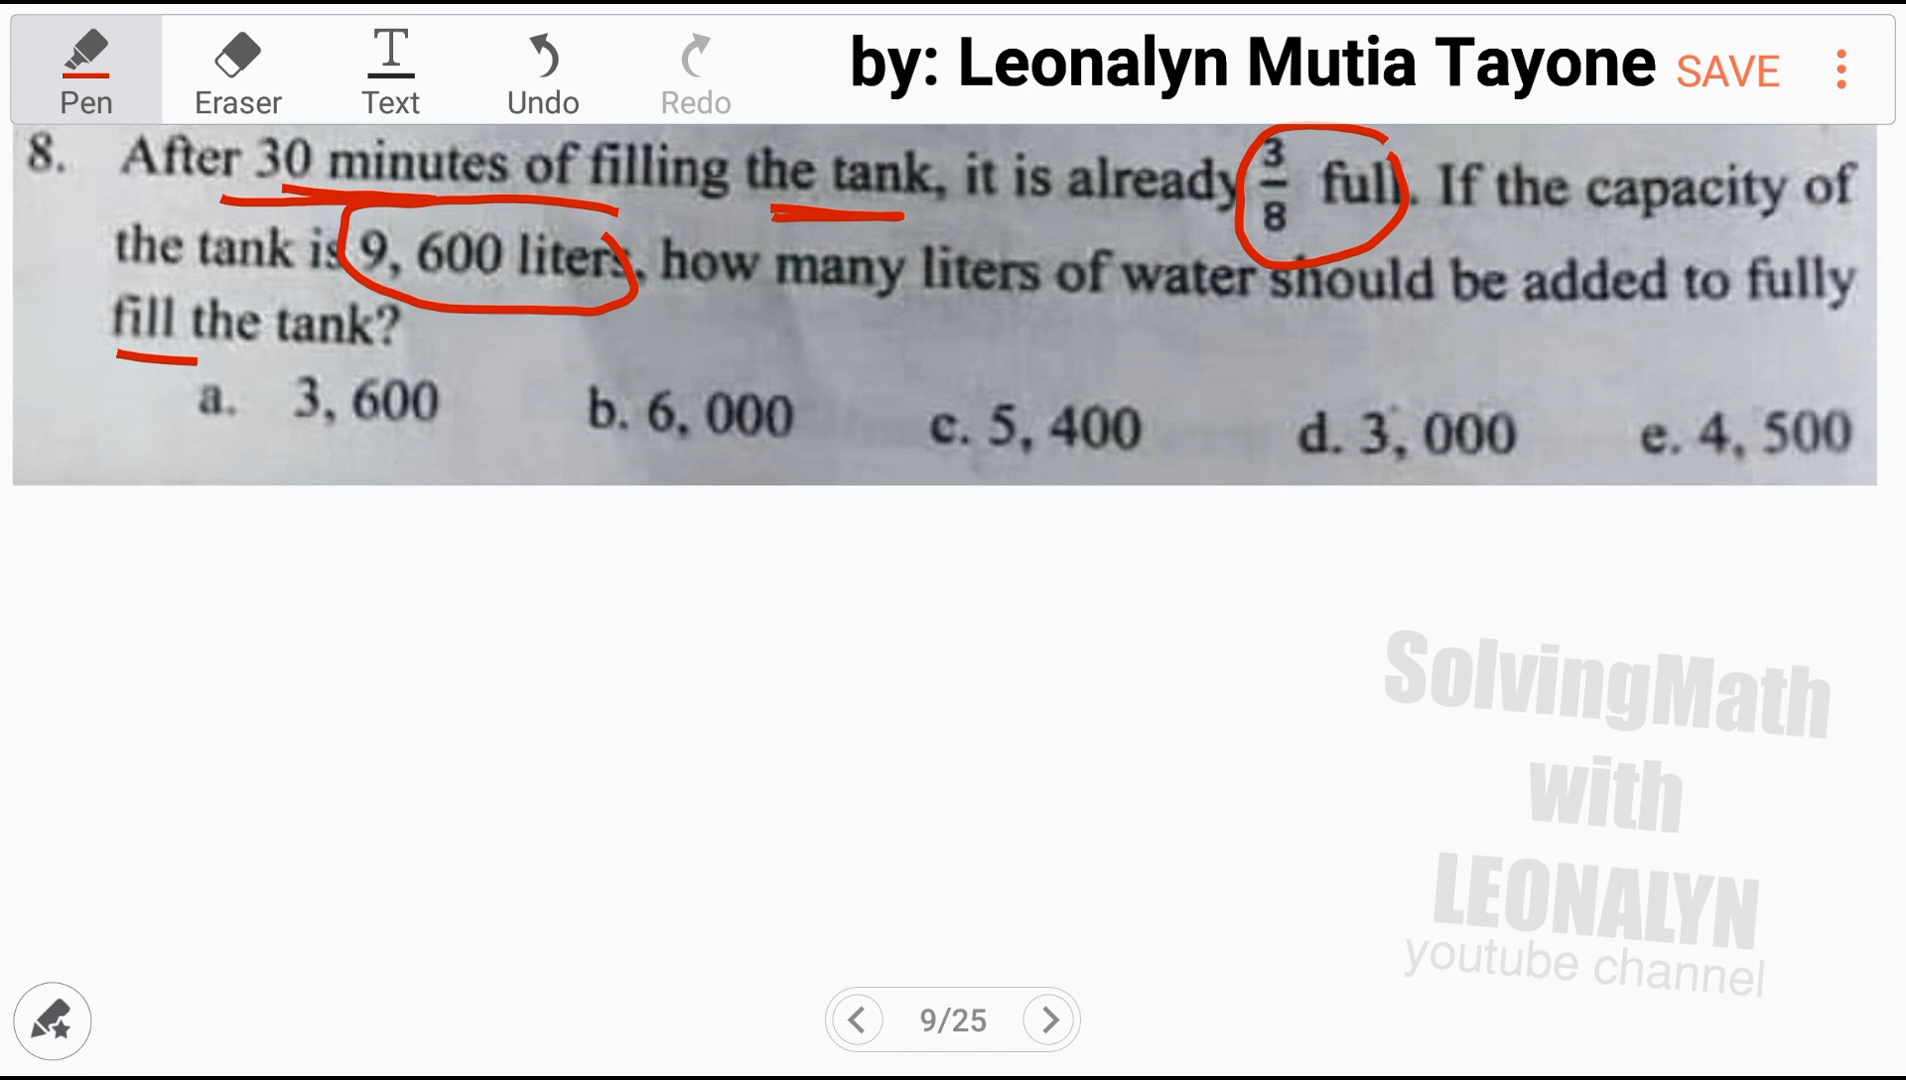 by: Leonalyn Mutia Tayone
SAVE
Pen
Eraser
Text
Undo
Redo
8. After 30 minutes of filling the tank, it is already 3/8 full. If the capacity of
the tank is 9, 600 liters, how many liters of water should be added to fully
fill the tank?
a. 3, 600 b. 6, 000 c. 5, 400 d. 3, 000 e. 4, 500
SolvingMath
with
LEONALYN
youtube channel
9/25